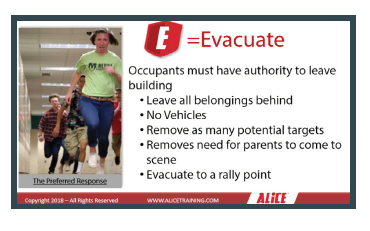 E =Evacuate
Occupants must have authority to leave
building
• Leave all belongings behind
• No Vehicles
• Remove as many potential targets
• Removes need for parents to come to
scene
• Evacuate to a rally point
The Preferred Response
Copyright 2018 – All Rights Reserved
WWW.ALICETRAINING.COM
ALICE